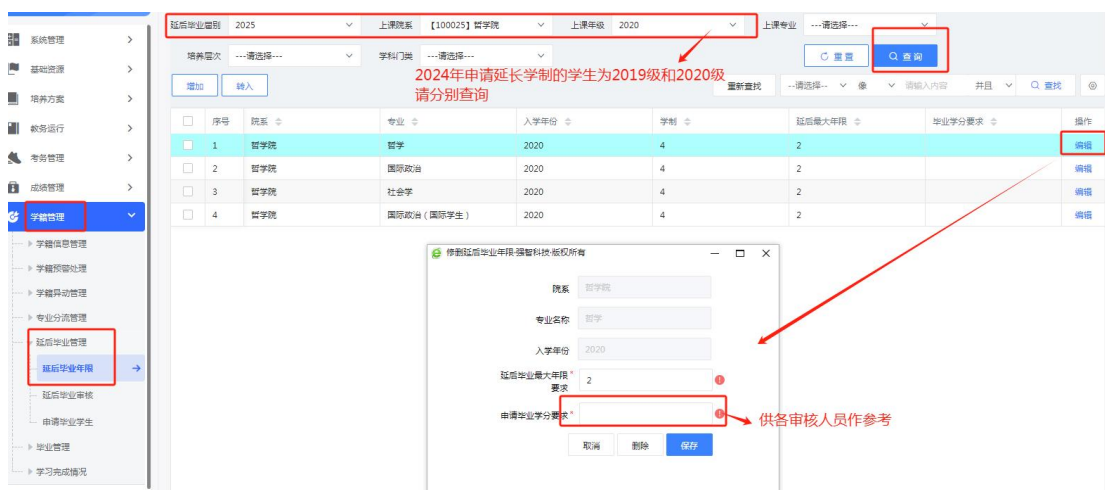 延后毕业届别 2025 上课院系 【100025】哲学院 上课年级 2020 上课专业 ---请选择---
培养层次 ---请选择--- 学科门类 ---请选择--- 重置 查询
2024年申请延长学制的学生为2019级和2020级
请分别查询
增加 转入 重新查找 --请选择-- 像 请输入内容 并且 查找
序号 院系 专业 入学年份 学制 延后最大年限 毕业学分要求 操作
1 哲学院 哲学 2020 4 2 编辑
2 哲学院 国际政治 2020 4 2 编辑
3 哲学院 社会学 2020 4 2 编辑
4 哲学院 国际政治（国际学生） 2020 4 2 编辑
系统管理
基础资源
培养方案
教务运行
考务管理
成绩管理
学籍管理
学籍信息管理
学籍预警处理
学籍异动管理
专业分流管理
延后毕业管理
延后毕业年限
延后毕业审核
申请毕业学生
毕业管理
学习完成情况
修删延后毕业年限-强智科技-版权所有
院系 哲学院
专业名称 哲学
入学年份 2020
延后毕业最大年限*
要求 2
申请毕业学分要求*
供各审核人员作参考
取消 删除 保存